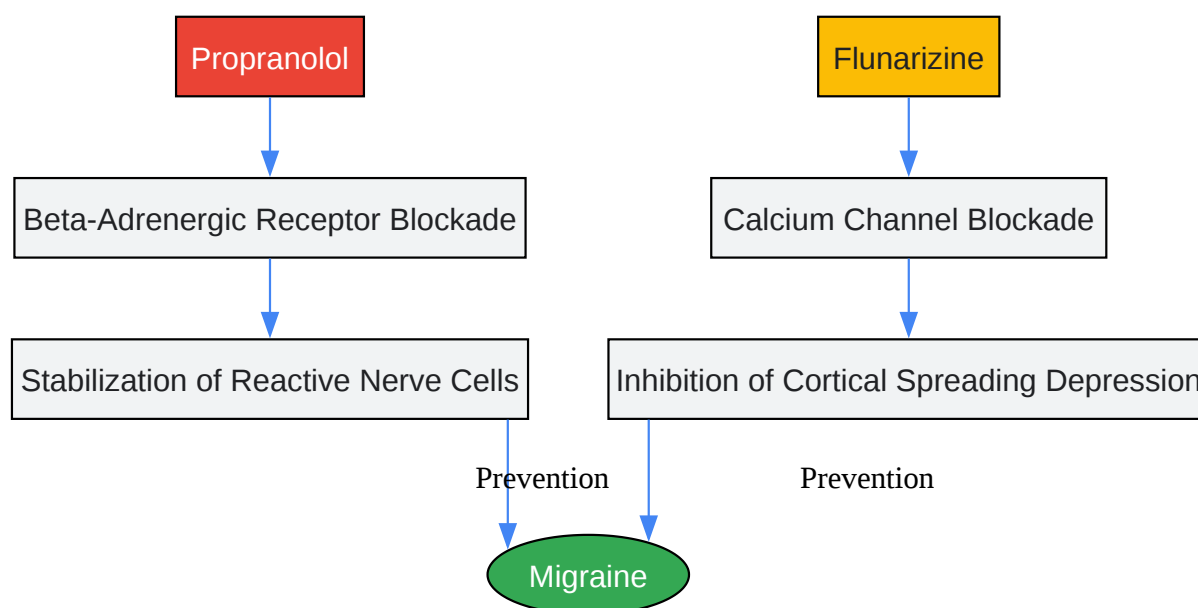 Propranolol
Flunarizine
Beta-Adrenergic Receptor Blockade
Calcium Channel Blockade
Stabilization of Reactive Nerve Cells
Inhibition of Cortical Spreading Depression
Prevention
Prevention
Migraine